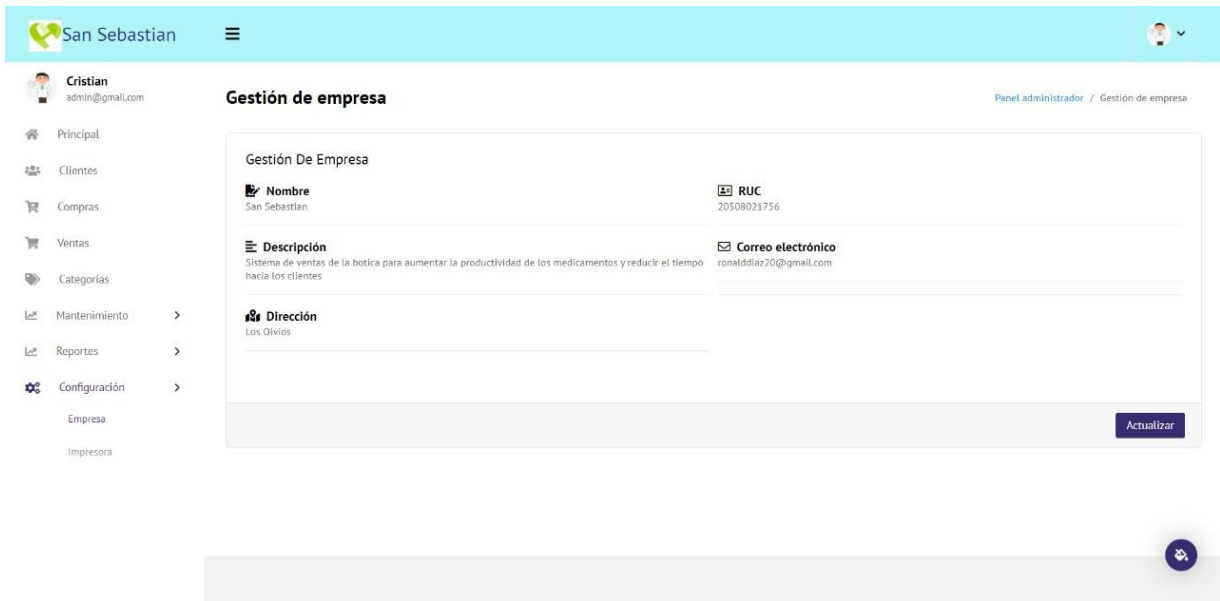 San Sebastian
Cristian
admin@gmail.com
Principal
Clientes
Compras
Ventas
Categorías
Mantenimiento
Reportes
Configuración
Empresa
Impresora
Gestión de empresa
Panel administrador / Gestión de empresa
Gestión De Empresa
Nombre
San Sebastian
RUC
20508021756
Descripción
Sistema de ventas de la botica para aumentar la productividad de los medicamentos y reducir el tiempo
hacia los clientes
Correo electrónico
ronalddiaz20@gmail.com
Dirección
Los Olvios
Actualizar